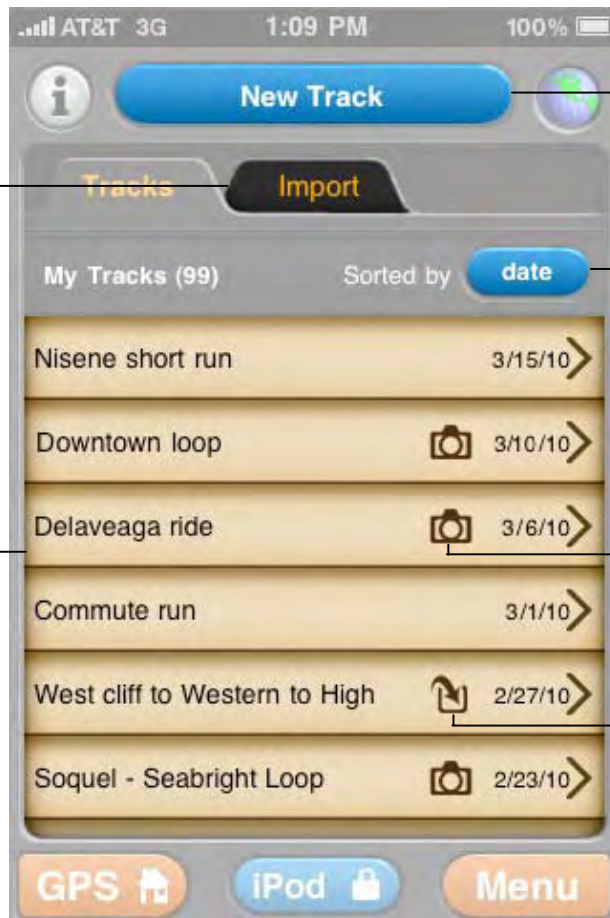 AT&T 3G 1:09 PM 100%
New Track
Tracks Import
My Tracks (99) Sorted by date
Nisene short run 3/15/10
Downtown loop 3/10/10
Delaveaga ride 3/6/10
Commute run 3/1/10
West cliff to Western to High 2/27/10
Soquel - Seabright Loop 2/23/10
GPS iPod Menu